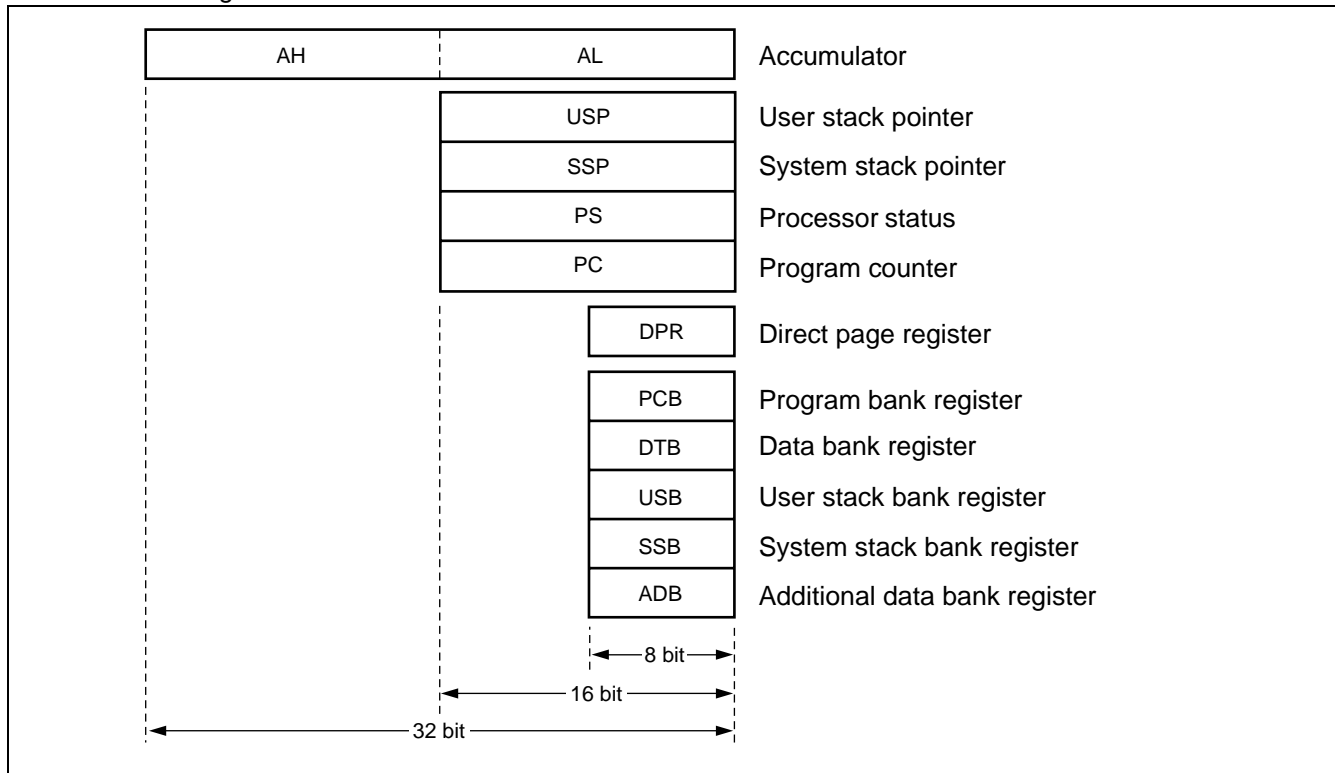 AH AL Accumulator
USP User stack pointer
SSP System stack pointer
PS Processor status
PC Program counter
DPR Direct page register
PCB Program bank register
DTB Data bank register
USB User stack bank register
SSB System stack bank register
ADB Additional data bank register
8 bit
16 bit
32 bit